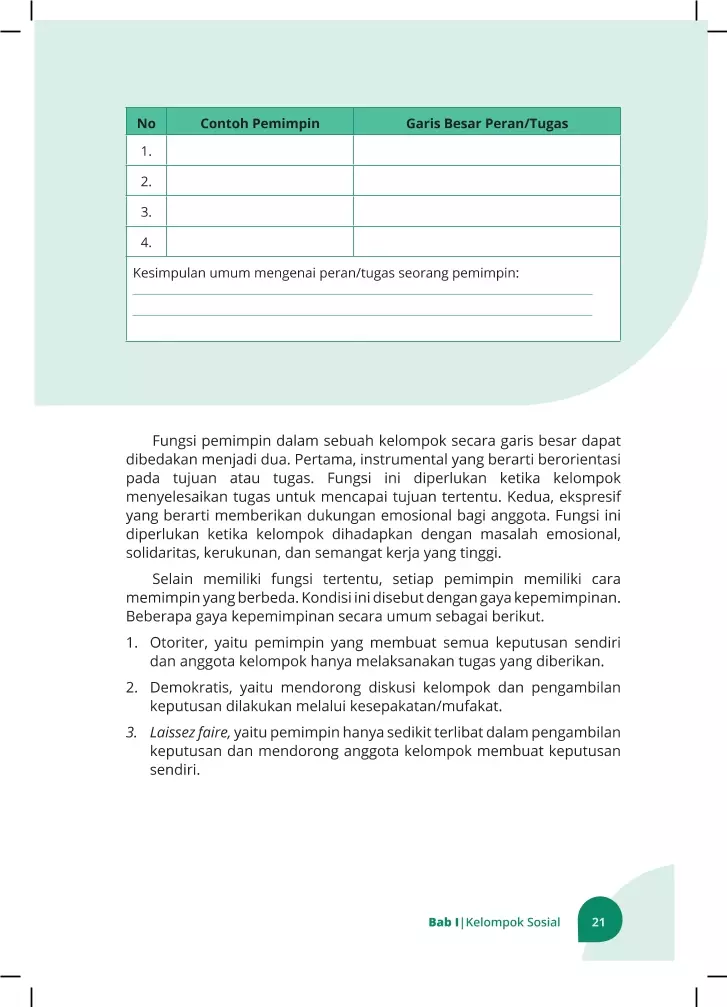 No Contoh Pemimpin Garis Besar Peran/Tugas
1.
2.
3.
4.
Kesimpulan umum mengenai peran/tugas seorang pemimpin:
Fungsi pemimpin dalam sebuah kelompok secara garis besar dapat
dibedakan menjadi dua. Pertama, instrumental yang berarti berorientasi
pada tujuan atau tugas. Fungsi ini diperlukan ketika kelompok
menyelesaikan tugas untuk mencapai tujuan tertentu. Kedua, ekspresif
yang berarti memberikan dukungan emosional bagi anggota. Fungsi ini
diperlukan ketika kelompok dihadapkan dengan masalah emosional,
solidaritas, kerukunan, dan semangat kerja yang tinggi.
Selain memiliki fungsi tertentu, setiap pemimpin memiliki cara
memimpin yang berbeda. Kondisi ini disebut dengan gaya kepemimpinan.
Beberapa gaya kepemimpinan secara umum sebagai berikut.
1. Otoriter, yaitu pemimpin yang membuat semua keputusan sendiri
dan anggota kelompok hanya melaksanakan tugas yang diberikan.
2. Demokratis, yaitu mendorong diskusi kelompok dan pengambilan
keputusan dilakukan melalui kesepakatan/mufakat.
3. Laissez faire, yaitu pemimpin hanya sedikit terlibat dalam pengambilan
keputusan dan mendorong anggota kelompok membuat keputusan
sendiri.
Bab I|Kelompok Sosial 21